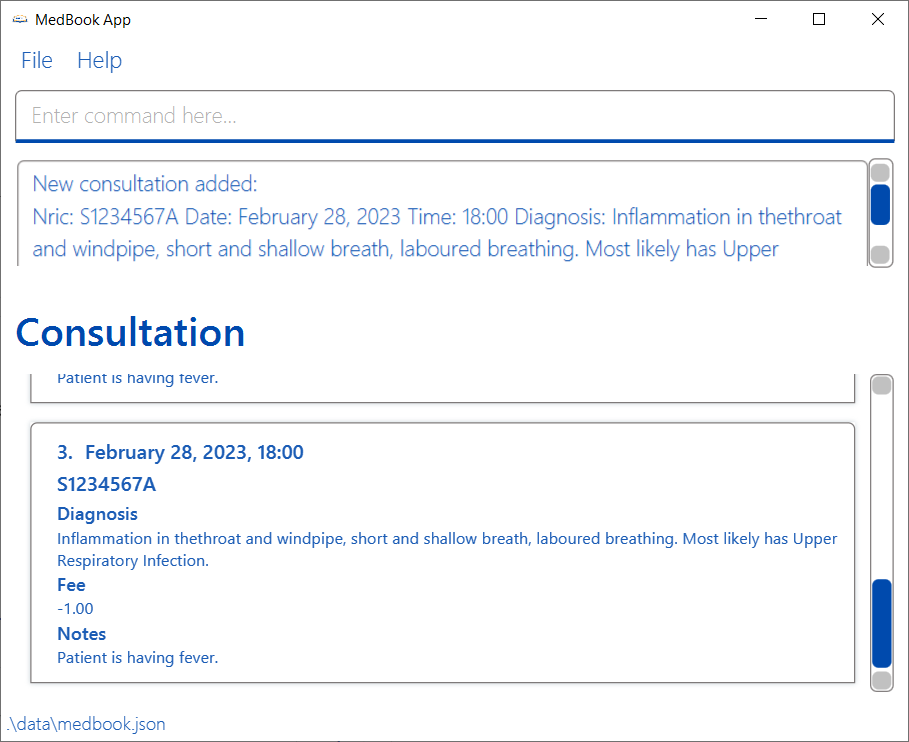 MedBook App
File Help
Enter command here...
New consultation added:
Nric: S1234567A Date: February 28, 2023 Time: 18:00 Diagnosis: Inflammation in thethroat
and windpipe, short and shallow breath, laboured breathing. Most likely has Upper
Consultation
Patient is having fever.
3. February 28, 2023, 18:00
S1234567A
Diagnosis
Inflammation in thethroat and windpipe, short and shallow breath, laboured breathing. Most likely has Upper
Respiratory Infection.
Fee
-1.00
Notes
Patient is having fever.
.\data\medbook.json